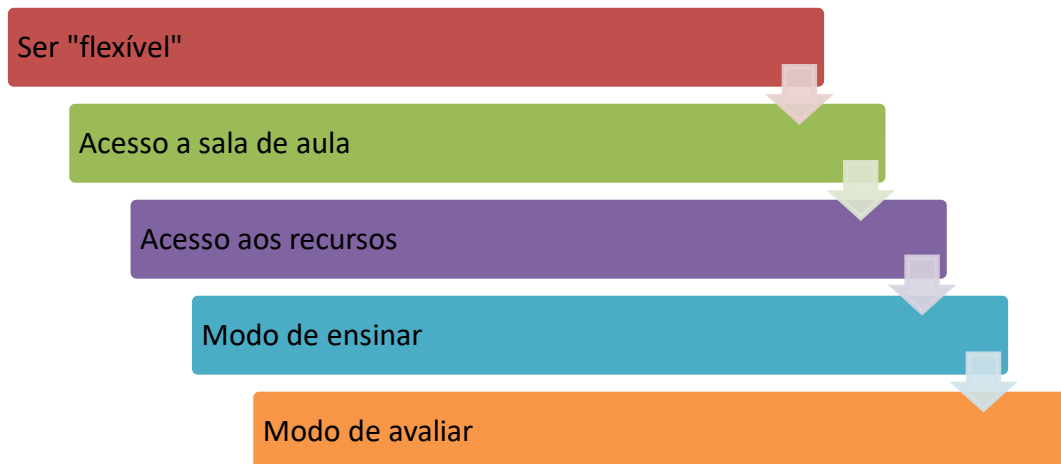 Ser "flexível"
Acesso a sala de aula
Acesso aos recursos
Modo de ensinar
Modo de avaliar